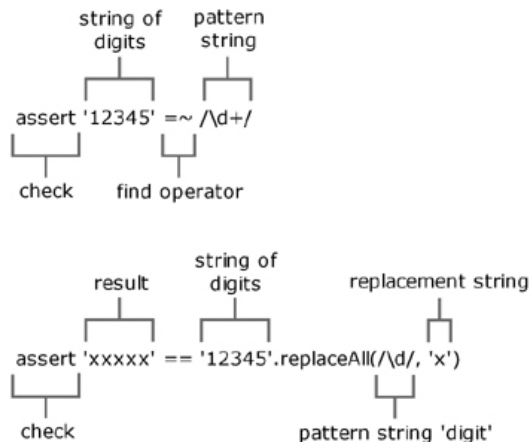 string of pattern
digits string
assert '12345' =~ /\d+/
check find operator
string of
result digits replacement string
assert 'xxxxx' == '12345'.replaceAll(/\d/, 'x')
check pattern string 'digit'